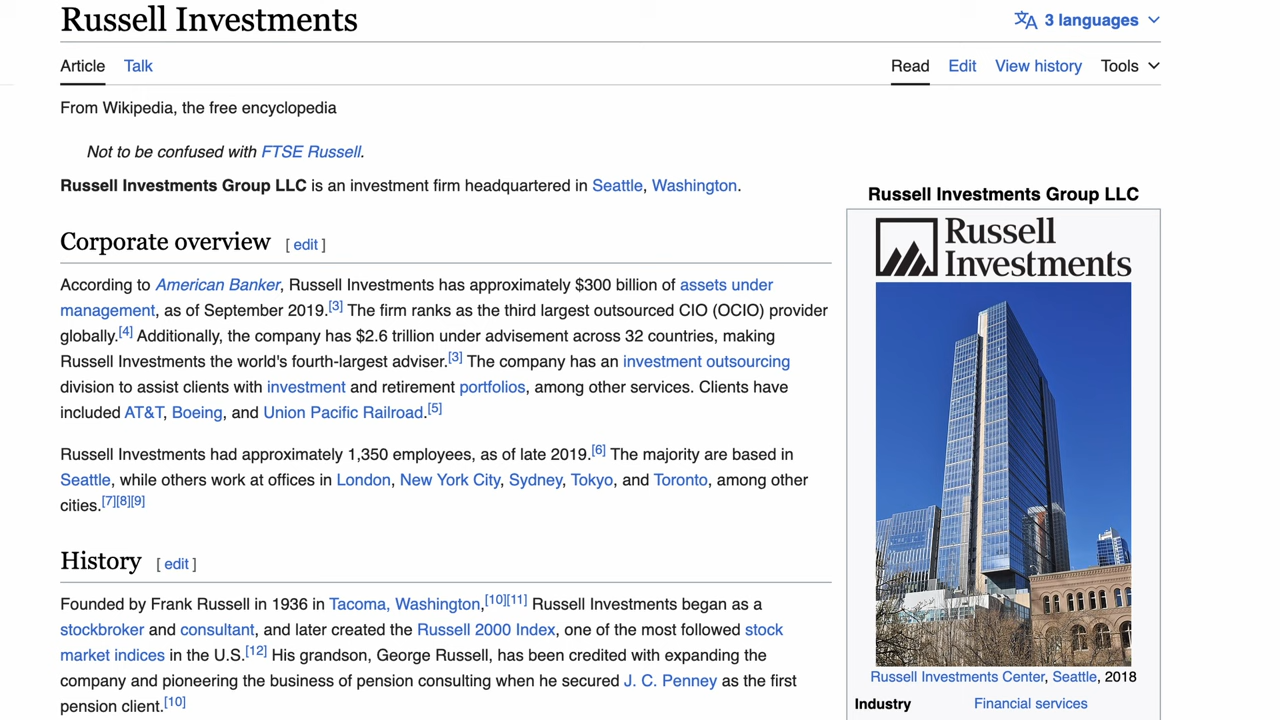 Russell Investments
3 languages
Article Talk
Read Edit View history Tools
From Wikipedia, the free encyclopedia
Not to be confused with FTSE Russell.
Russell Investments Group LLC is an investment firm headquartered in Seattle, Washington.
Corporate overview [ edit ]
According to American Banker, Russell Investments has approximately $300 billion of assets under
management, as of September 2019.[3] The firm ranks as the third largest outsourced CIO (OCIO) provider
globally.[4] Additionally, the company has $2.6 trillion under advisement across 32 countries, making
Russell Investments the world's fourth-largest adviser.[3] The company has an investment outsourcing
division to assist clients with investment and retirement portfolios, among other services. Clients have
included AT&T, Boeing, and Union Pacific Railroad.[5]
Russell Investments had approximately 1,350 employees, as of late 2019.[6] The majority are based in
Seattle, while others work at offices in London, New York City, Sydney, Tokyo, and Toronto, among other
cities.[7][8][9]
History [ edit ]
Founded by Frank Russell in 1936 in Tacoma, Washington,[10][11] Russell Investments began as a
stockbroker and consultant, and later created the Russell 2000 Index, one of the most followed stock
market indices in the U.S.[12] His grandson, George Russell, has been credited with expanding the
company and pioneering the business of pension consulting when he secured J. C. Penney as the first
pension client.[10]
Russell Investments Group LLC
Russell
Investments
Russell Investments Center, Seattle, 2018
Industry Financial services